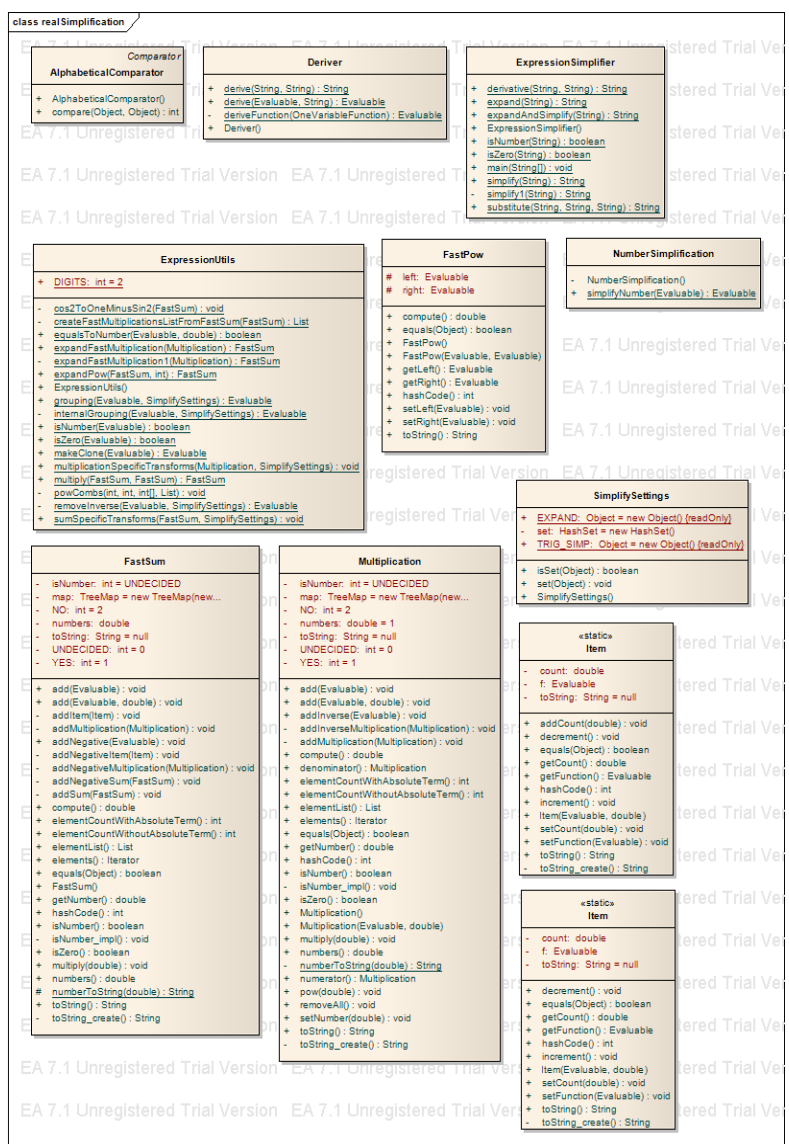 class realSimplification
Comparator
AlphabeticalComparator
+ AlphabeticalComparator()
+ compare(Object, Object) : int
Deriver
+ derive(String, String) : String
+ derive(Evaluable, String) : Evaluable
- deriveFunction(OneVariableFunction) : Evaluable
+ Deriver()
ExpressionSimplifier
+ derivative(String, String) : String
+ expand(String) : String
+ expandAndSimplify(String) : String
+ ExpressionSimplifier()
+ isNumber(String) : boolean
+ isZero(String) : boolean
+ main(String[]) : void
+ simplify(String) : String
- simplify1(String) : String
+ substitute(String, String, String) : String
ExpressionUtils
+ DIGITS: int = 2
- cos2ToOneMinusSin2(FastSum) : void
- createFastMultiplicationsListFromFastSum(FastSum) : List
+ equalsToNumber(Evaluable, double) : boolean
+ expandFastMultiplication(Multiplication) : FastSum
- expandFastMultiplication1(Multiplication) : FastSum
+ expandPow(FastSum, int) : FastSum
+ ExpressionUtils()
+ grouping(Evaluable, SimplifySettings) : Evaluable
- internalGrouping(Evaluable, SimplifySettings) : Evaluable
+ isNumber(Evaluable) : boolean
+ isZero(Evaluable) : boolean
+ makeClone(Evaluable) : Evaluable
+ multiplicationSpecificTransforms(Multiplication, SimplifySettings) : void
+ multiply(FastSum, FastSum) : FastSum
- powCombs(int, int, int[], List) : void
- removeInverse(Evaluable, SimplifySettings) : Evaluable
+ sumSpecificTransforms(FastSum, SimplifySettings) : void
FastPow
# left: Evaluable
# right: Evaluable
+ compute() : double
+ equals(Object) : boolean
+ FastPow()
+ FastPow(Evaluable, Evaluable)
+ getLeft() : Evaluable
+ getRight() : Evaluable
+ hashCode() : int
+ setLeft(Evaluable) : void
+ setRight(Evaluable) : void
+ toString() : String
NumberSimplification
- NumberSimplification()
+ simplifyNumber(Evaluable) : Evaluable
SimplifySettings
+ EXPAND: Object = new Object() {readOnly}
- set: HashSet = new HashSet()
+ TRIG_SIMP: Object = new Object() {readOnly}
+ isSet(Object) : boolean
+ set(Object) : void
+ SimplifySettings()
FastSum
- isNumber: int = UNDECIDED
- map: TreeMap = new TreeMap(new...
- NO: int = 2
- numbers: double
- toString: String = null
- UNDECIDED: int = 0
- YES: int = 1
+ add(Evaluable) : void
+ add(Evaluable, double) : void
- addItem(Item) : void
- addMultiplication(Multiplication) : void
+ addNegative(Evaluable) : void
- addNegativeItem(Item) : void
- addNegativeMultiplication(Multiplication) : void
- addNegativeSum(FastSum) : void
- addSum(FastSum) : void
+ compute() : double
+ elementCountWithAbsoluteTerm() : int
+ elementCountWithoutAbsoluteTerm() : int
+ elementList() : List
+ elements() : Iterator
+ equals(Object) : boolean
+ FastSum()
+ getNumber() : double
+ hashCode() : int
+ isNumber() : boolean
- isNumber_impl() : void
+ isZero() : boolean
+ multiply(double) : void
+ numbers() : double
# numberToString(double) : String
+ toString() : String
- toString_create() : String
Multiplication
- isNumber: int = UNDECIDED
- map: TreeMap = new TreeMap(new...
- NO: int = 2
- numbers: double = 1
- toString: String = null
- UNDECIDED: int = 0
- YES: int = 1
+ add(Evaluable) : void
+ add(Evaluable, double) : void
+ addInverse(Evaluable) : void
- addInverseMultiplication(Multiplication) : void
- addMultiplication(Multiplication) : void
+ compute() : double
+ denominator() : Multiplication
+ elementCountWithAbsoluteTerm() : int
+ elementCountWithoutAbsoluteTerm() : int
+ elementList() : List
+ elements() : Iterator
+ equals(Object) : boolean
+ getNumber() : double
+ hashCode() : int
+ isNumber() : boolean
- isNumber_impl() : void
+ isZero() : boolean
+ Multiplication()
+ Multiplication(Evaluable, double)
+ multiply(double) : void
+ numbers() : double
- numberToString(double) : String
+ numerator() : Multiplication
+ pow(double) : void
+ removeAll() : void
+ setNumber(double) : void
+ toString() : String
- toString_create() : String
«static»
Item
- count: double
- f: Evaluable
- toString: String = null
+ addCount(double) : void
+ decrement() : void
+ equals(Object) : boolean
+ getCount() : double
+ getFunction() : Evaluable
+ hashCode() : int
+ increment() : void
+ Item(Evaluable, double)
+ setCount(double) : void
+ setFunction(Evaluable) : void
+ toString() : String
- toString_create() : String
«static»
Item
- count: double
- f: Evaluable
- toString: String = null
+ decrement() : void
+ equals(Object) : boolean
+ getCount() : double
+ getFunction() : Evaluable
+ hashCode() : int
+ increment() : void
+ Item(Evaluable, double)
+ setCount(double) : void
+ setFunction(Evaluable) : void
+ toString() : String
- toString_create() : String
EA 7.1 Unregistered Trial Version EA 7.1 Unregistered Trial Version